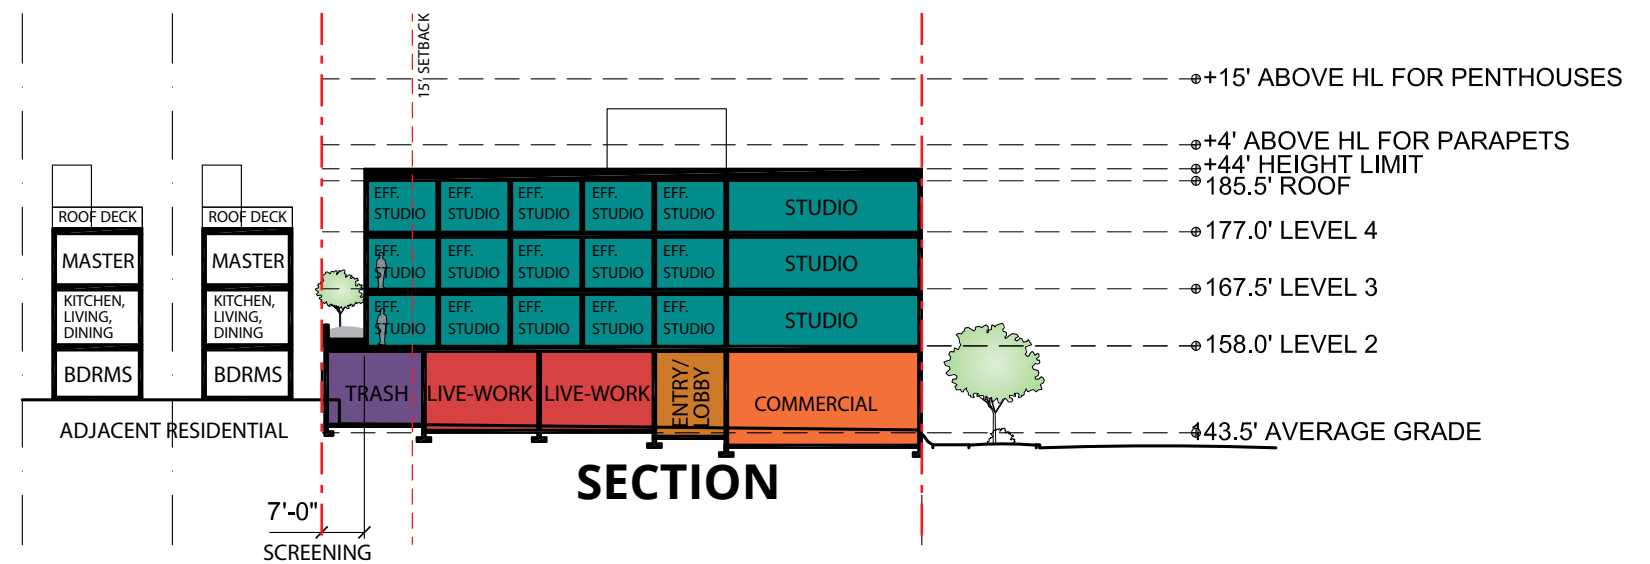 15' SETBACK
+15' ABOVE HL FOR PENTHOUSES
+4' ABOVE HL FOR PARAPETS
+44' HEIGHT LIMIT
185.5' ROOF
177.0' LEVEL 4
167.5' LEVEL 3
158.0' LEVEL 2
143.5' AVERAGE GRADE
ROOF DECK
MASTER
KITCHEN,
LIVING,
DINING
BDRMS
ROOF DECK
MASTER
KITCHEN,
LIVING,
DINING
BDRMS
ADJACENT RESIDENTIAL
EFF.
STUDIO
EFF.
STUDIO
EFF.
STUDIO
EFF.
STUDIO
EFF.
STUDIO
STUDIO
EFF.
STUDIO
EFF.
STUDIO
EFF.
STUDIO
EFF.
STUDIO
EFF.
STUDIO
STUDIO
EFF.
STUDIO
EFF.
STUDIO
EFF.
STUDIO
EFF.
STUDIO
EFF.
STUDIO
STUDIO
TRASH
LIVE-WORK
LIVE-WORK
ENTRY/
LOBBY
COMMERCIAL
SECTION
7'-0"
SCREENING